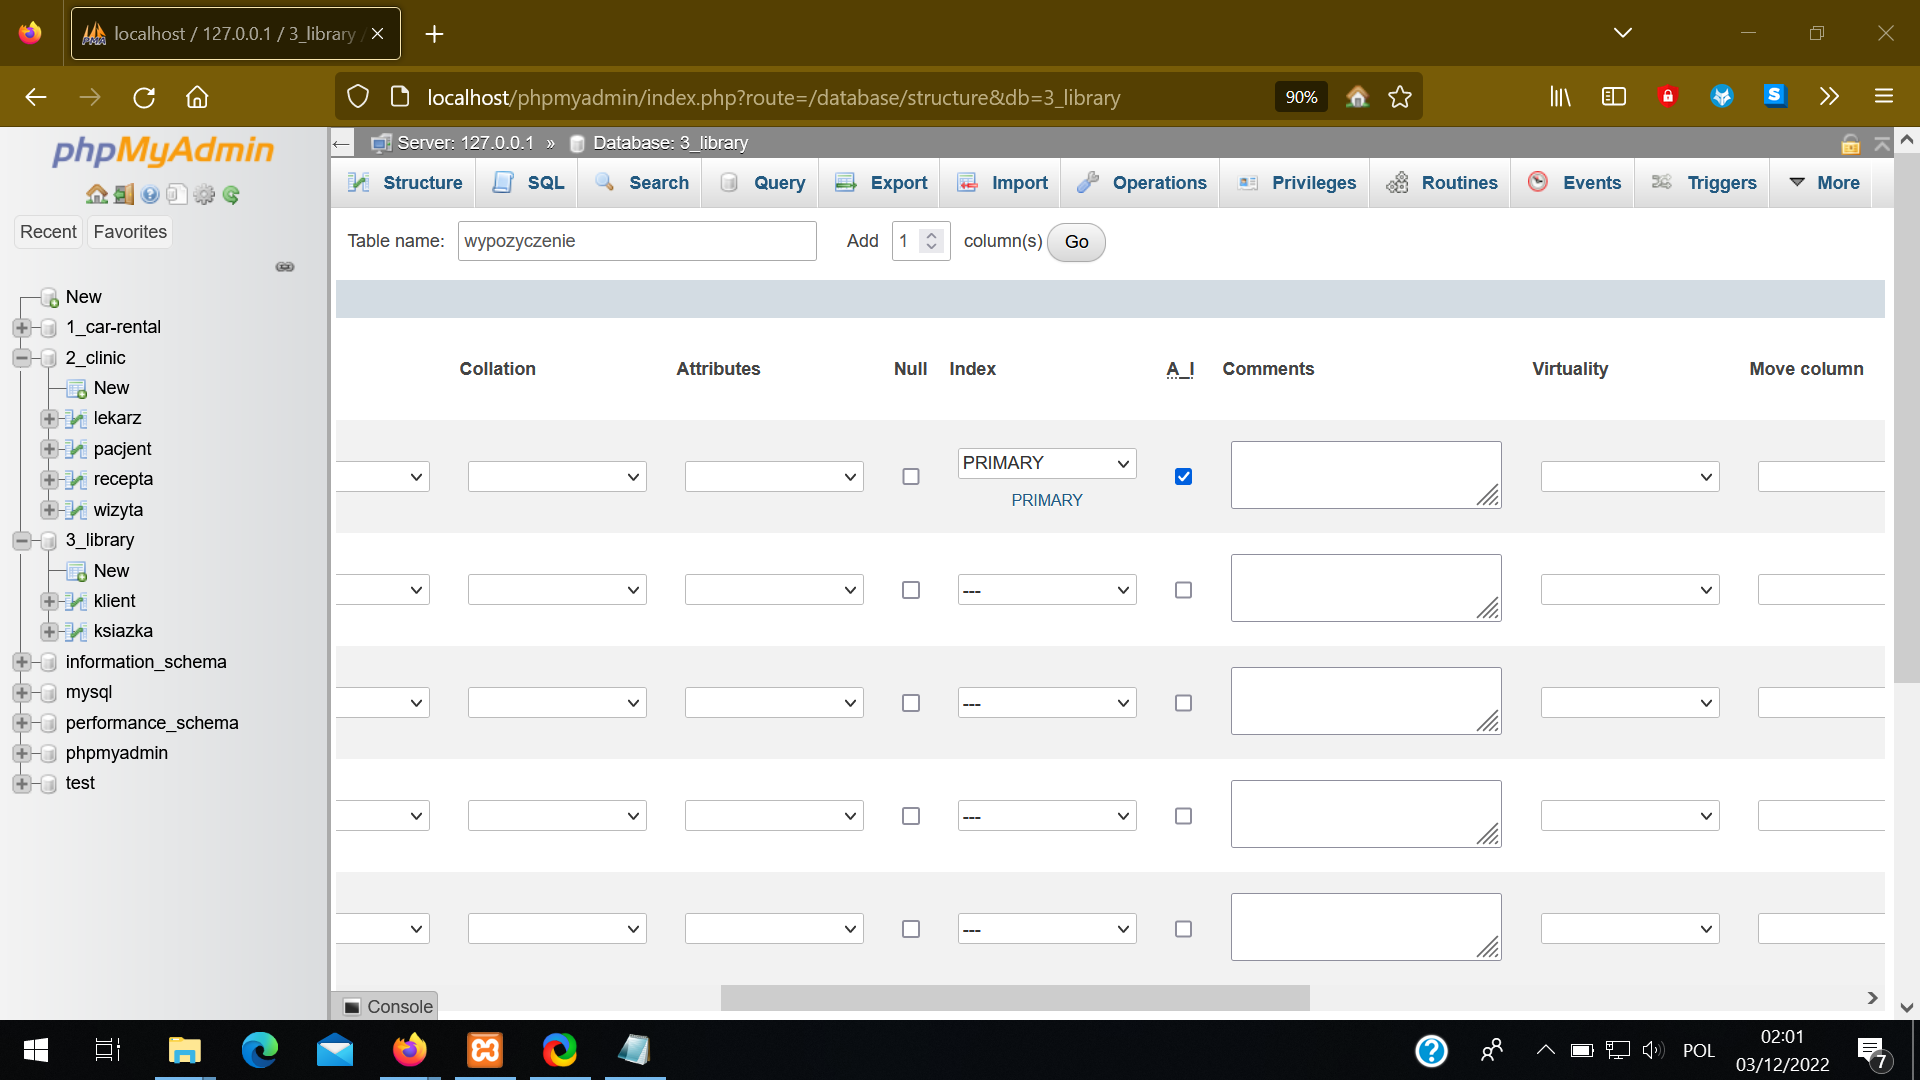 localhost / 127.0.0.1 / 3_library /
localhost/phpmyadmin/index.php?route=/database/structure&db=3_library
90%
S
phpMyAdmin
Recent
Favorites
New
1_car-rental
2_clinic
New
lekarz
pacjent
recepta
wizyta
3_library
New
klient
ksiazka
information_schema
mysql
performance_schema
phpmyadmin
test
Server: 127.0.0.1 » Database: 3_library
Structure SQL Search Query Export Import Operations Privileges Routines Events Triggers More
Table name: wypozyczenie Add 1 column(s) Go
Collation Attributes Null Index A_I Comments Virtuality Move column
PRIMARY
PRIMARY
---
---
---
---
Console
POL
02:01
03/12/2022
7